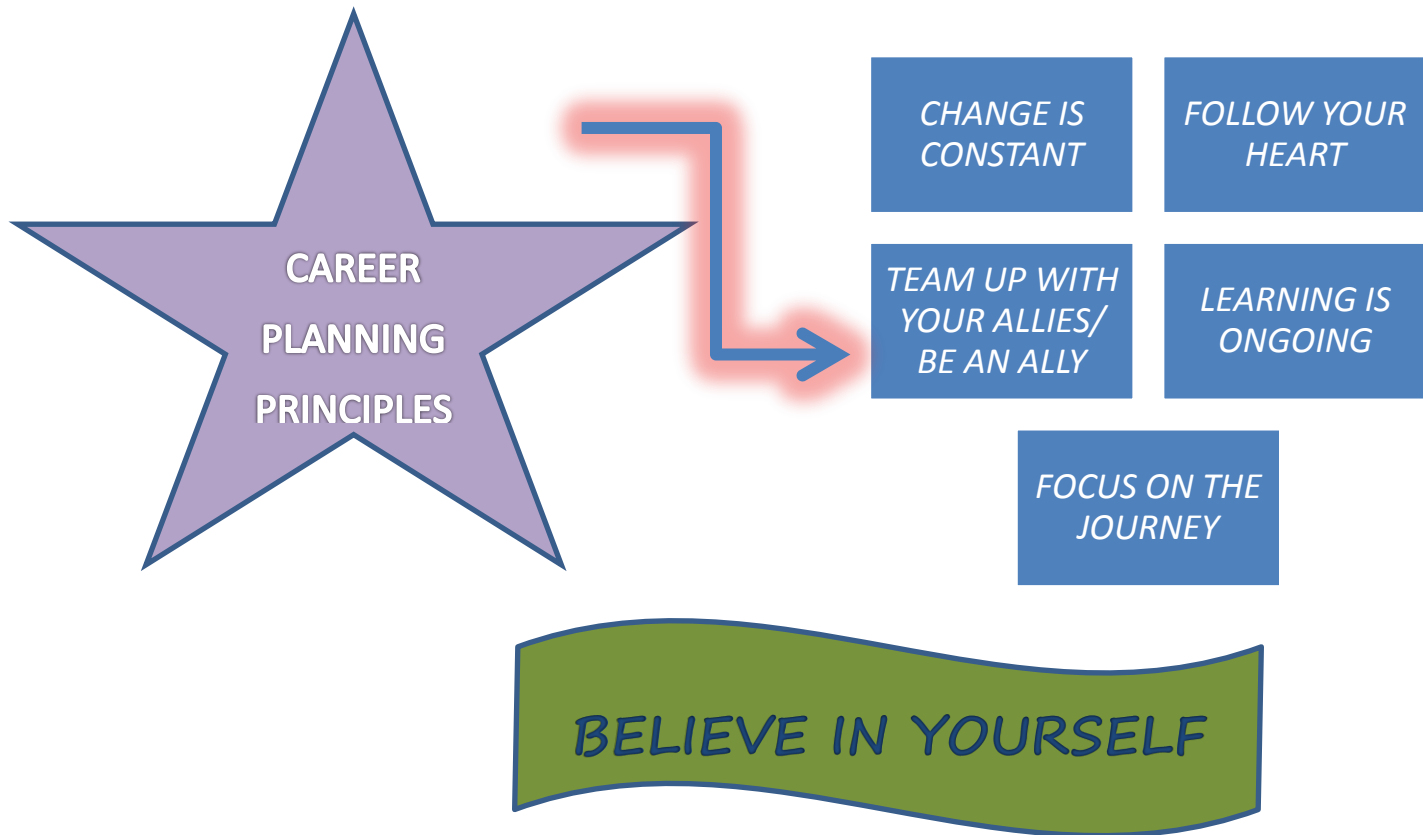 CAREER
PLANNING
PRINCIPLES
CHANGE IS
CONSTANT
FOLLOW YOUR
HEART
TEAM UP WITH
YOUR ALLIES/
BE AN ALLY
LEARNING IS
ONGOING
FOCUS ON THE
JOURNEY
BELIEVE IN YOURSELF